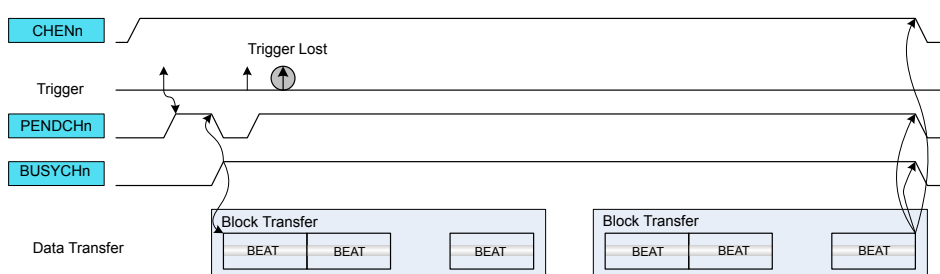 CHENn
Trigger Lost
Trigger
PENDCHn
BUSYCHn
Block Transfer
Block Transfer
Data Transfer
BEAT
BEAT
BEAT
BEAT
BEAT
BEAT